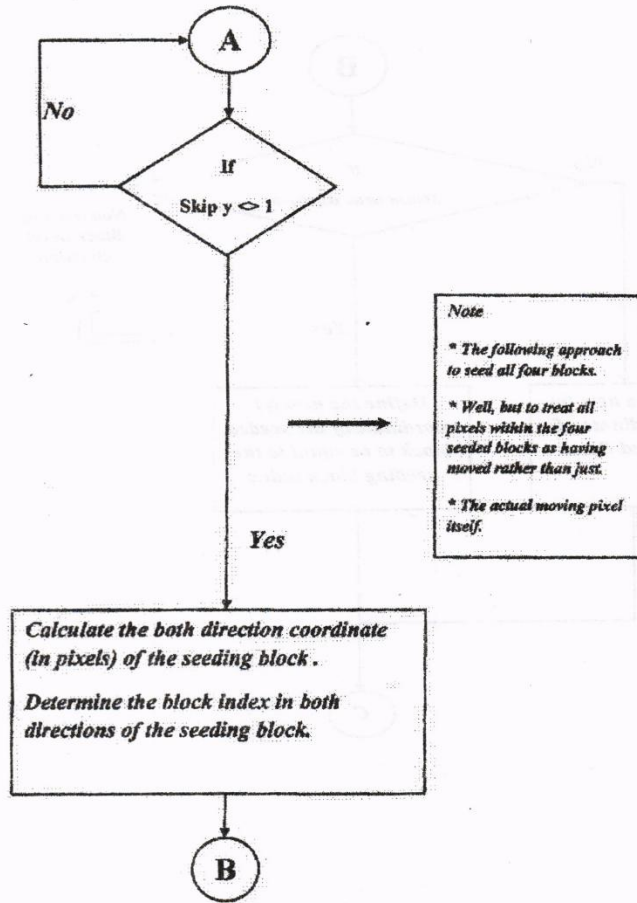 A
No
If
Skip y <> 1
Note
* The following approach
to seed all four blocks.
* Well, but to treat all
pixels within the four
seeded blocks as having
moved rather than just.
* The actual moving pixel
itself.
Yes
Calculate the both direction coordinate
(in pixels) of the seeding block .
Determine the block index in both
directions of the seeding block.
B